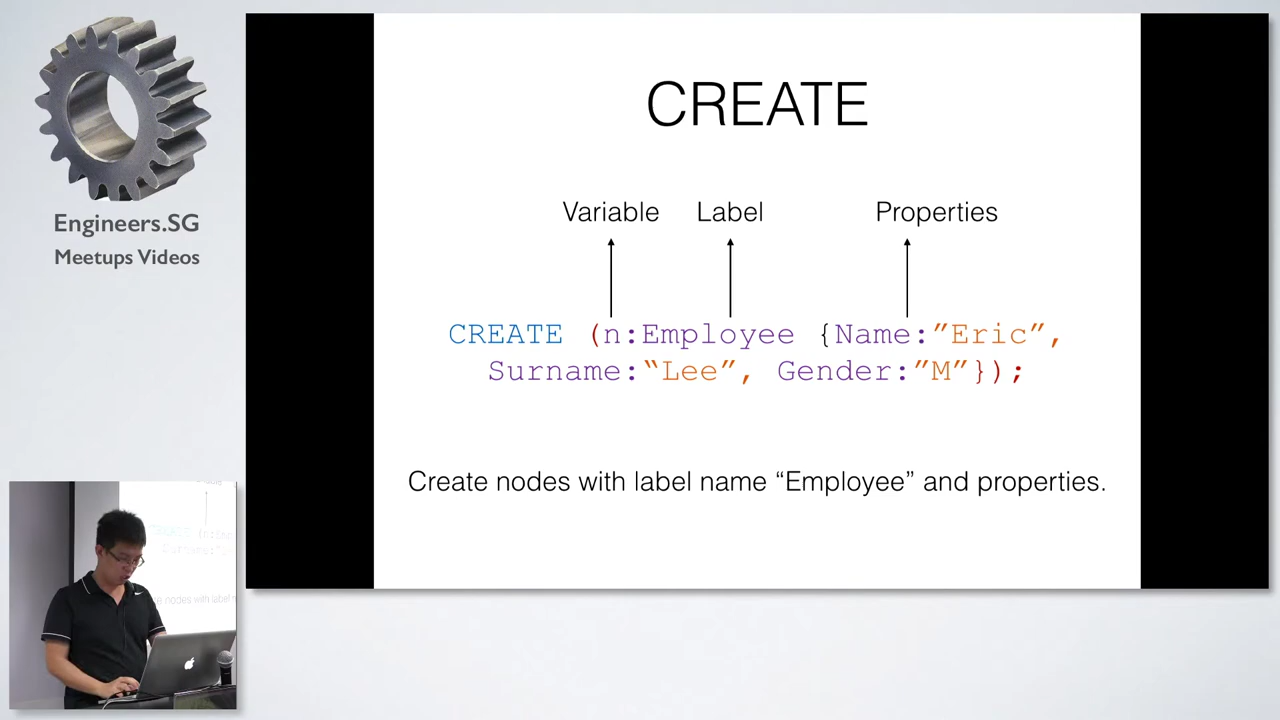 Engineers.SG
Meetups Videos
CREATE
Variable Label Properties
CREATE (n:Employee {Name:”Eric”,
Surname:“Lee”, Gender:”M”});
Create nodes with label name “Employee” and properties.